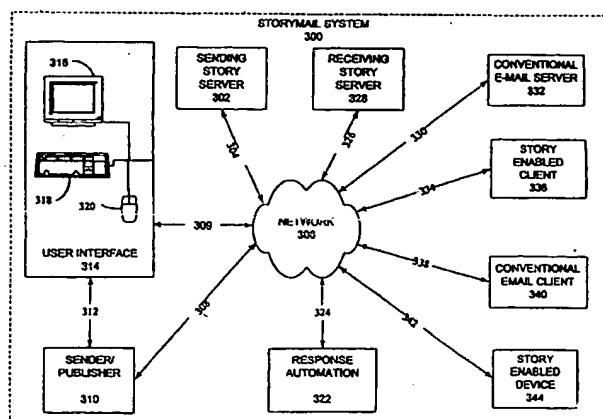 STORYMAIL SYSTEM
300
316
318
320
USER INTERFACE
314
SENDING
STORY
SERVER
302
RECEIVING
STORY
SERVER
328
CONVENTIONAL
E-MAIL SERVER
332
304
326
330
STORY
ENABLED
CLIENT
336
334
NETWORK
309
338
CONVENTIONAL
EMAIL CLIENT
340
312
324
342
SENDER/
PUBLISHER
310
RESPONSE
AUTOMATION
322
STORY
ENABLED
DEVICE
344